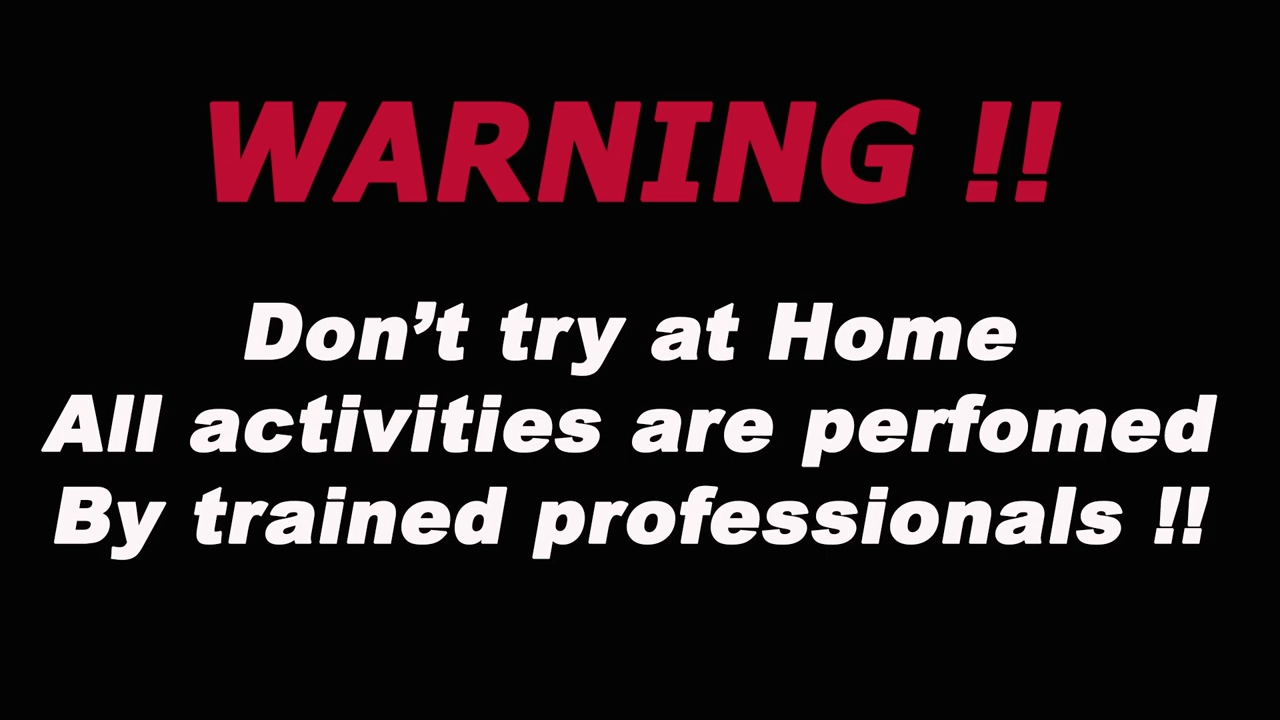 WARNING !!
Don’t try at Home
All activities are perfomed
By trained professionals !!